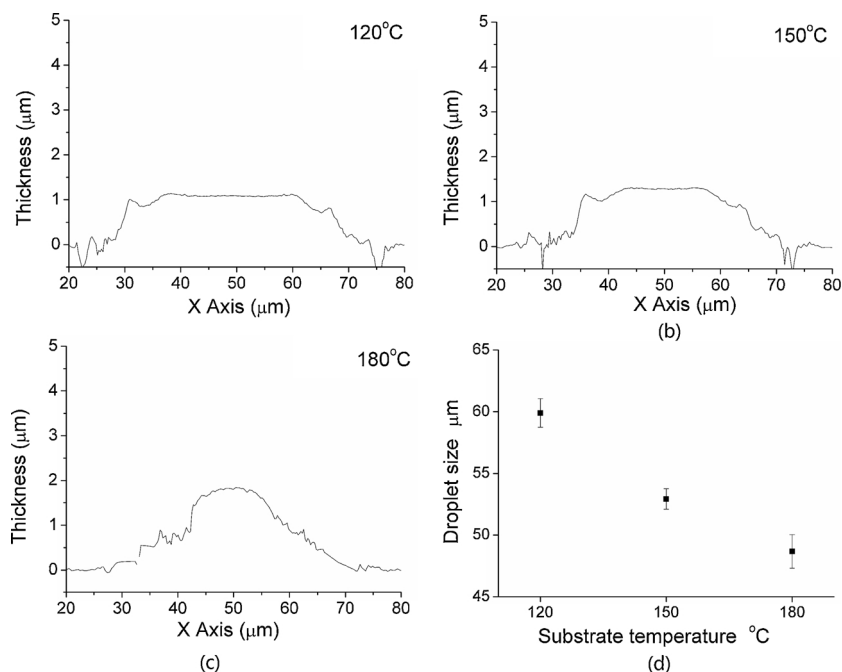 120°C
5
4
3
2
1
0
Thickness (μm)
20 30 40 50 60 70 80
X Axis (μm)
150°C
5
4
3
2
1
0
Thickness (μm)
20 30 40 50 60 70 80
X Axis (μm)
(b)
180°C
5
4
3
2
1
0
Thickness (μm)
20 30 40 50 60 70 80
X Axis (μm)
(c)
65
60
55
50
45
Droplet size μm
120 150 180
Substrate temperature °C
(d)